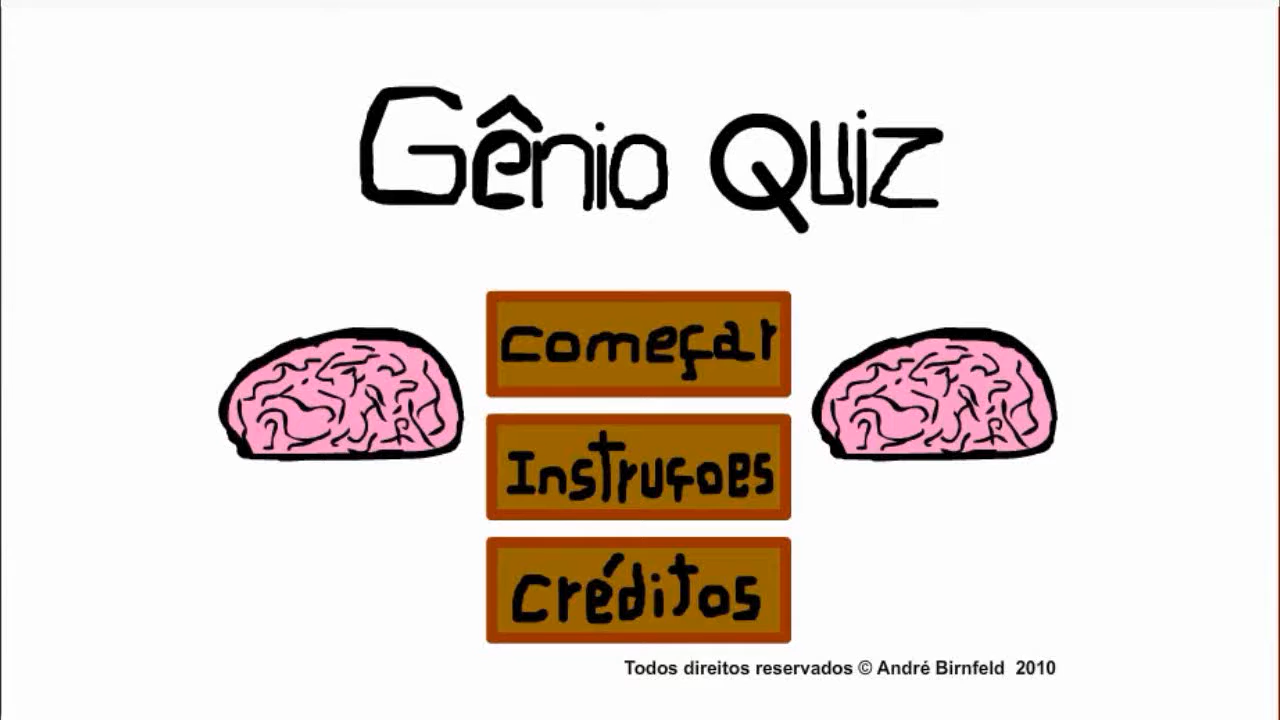 Gênio Quiz
Começar
Instruçoes
Créditos
Todos direitos reservados © André Birnfeld 2010